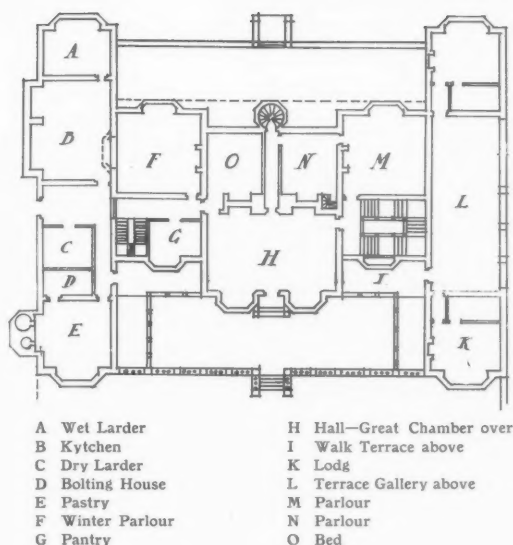 A
B
F
O
N
M
C
G
L
D
H
I
E
K
A Wet Larder
B Kytchen
C Dry Larder
D Bolting House
E Pastry
F Winter Parlour
G Pantry
H Hall—Great Chamber over
I Walk Terrace above
K Lodg
L Terrace Gallery above
M Parlour
N Parlour
O Bed